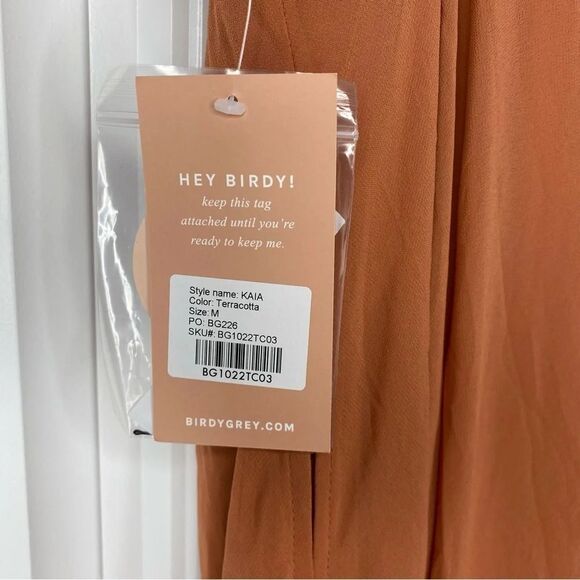 HEY BIRDY!
keep this tag
attached until you're
ready to keep me.
Style name: KAIA
Color: Terracotta
Size: M
PO: BG226
SKU#: BG1022TC03
BG1022TC03
BIRDYGREY.COM